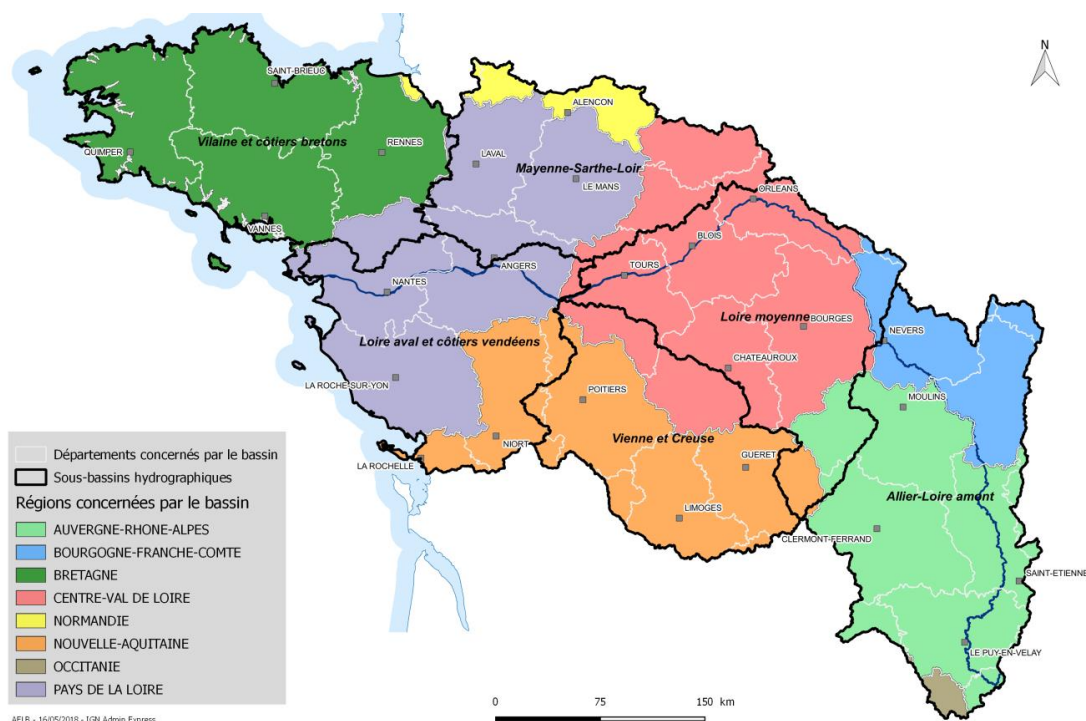 N
SAINT-BRIEUC
ALENCON
Vilaine et côtiers bretons
RENNES
QUIMPER
LAVAL
Mayenne-Sarthe-Loir
LE MANS
ORLEANS
VANNES
BLOIS
ANGERS
TOURS
NANTES
Loire moyenne
BOURGES
NEVERS
Loire aval et côtiers vendéens
CHATEAUROUX
LA ROCHE-SUR-YON
POITIERS
MOULINS
NIORT
Vienne et Creuse
LA ROCHELLE
GUERET
Allier-Loire amont
LIMOGES
CLERMONT-FERRAND
SAINT-ETIENNE
LE PUY-EN-VELAY
Départements concernés par le bassin
Sous-bassins hydrographiques
Régions concernées par le bassin
AUVERGNE-RHONE-ALPES
BOURGOGNE-FRANCHE-COMTE
BRETAGNE
CENTRE-VAL DE LOIRE
NORMANDIE
NOUVELLE-AQUITAINE
OCCITANIE
PAYS DE LA LOIRE
0 75 150 km
AELB - 16/05/2018 - IGN Admin Express